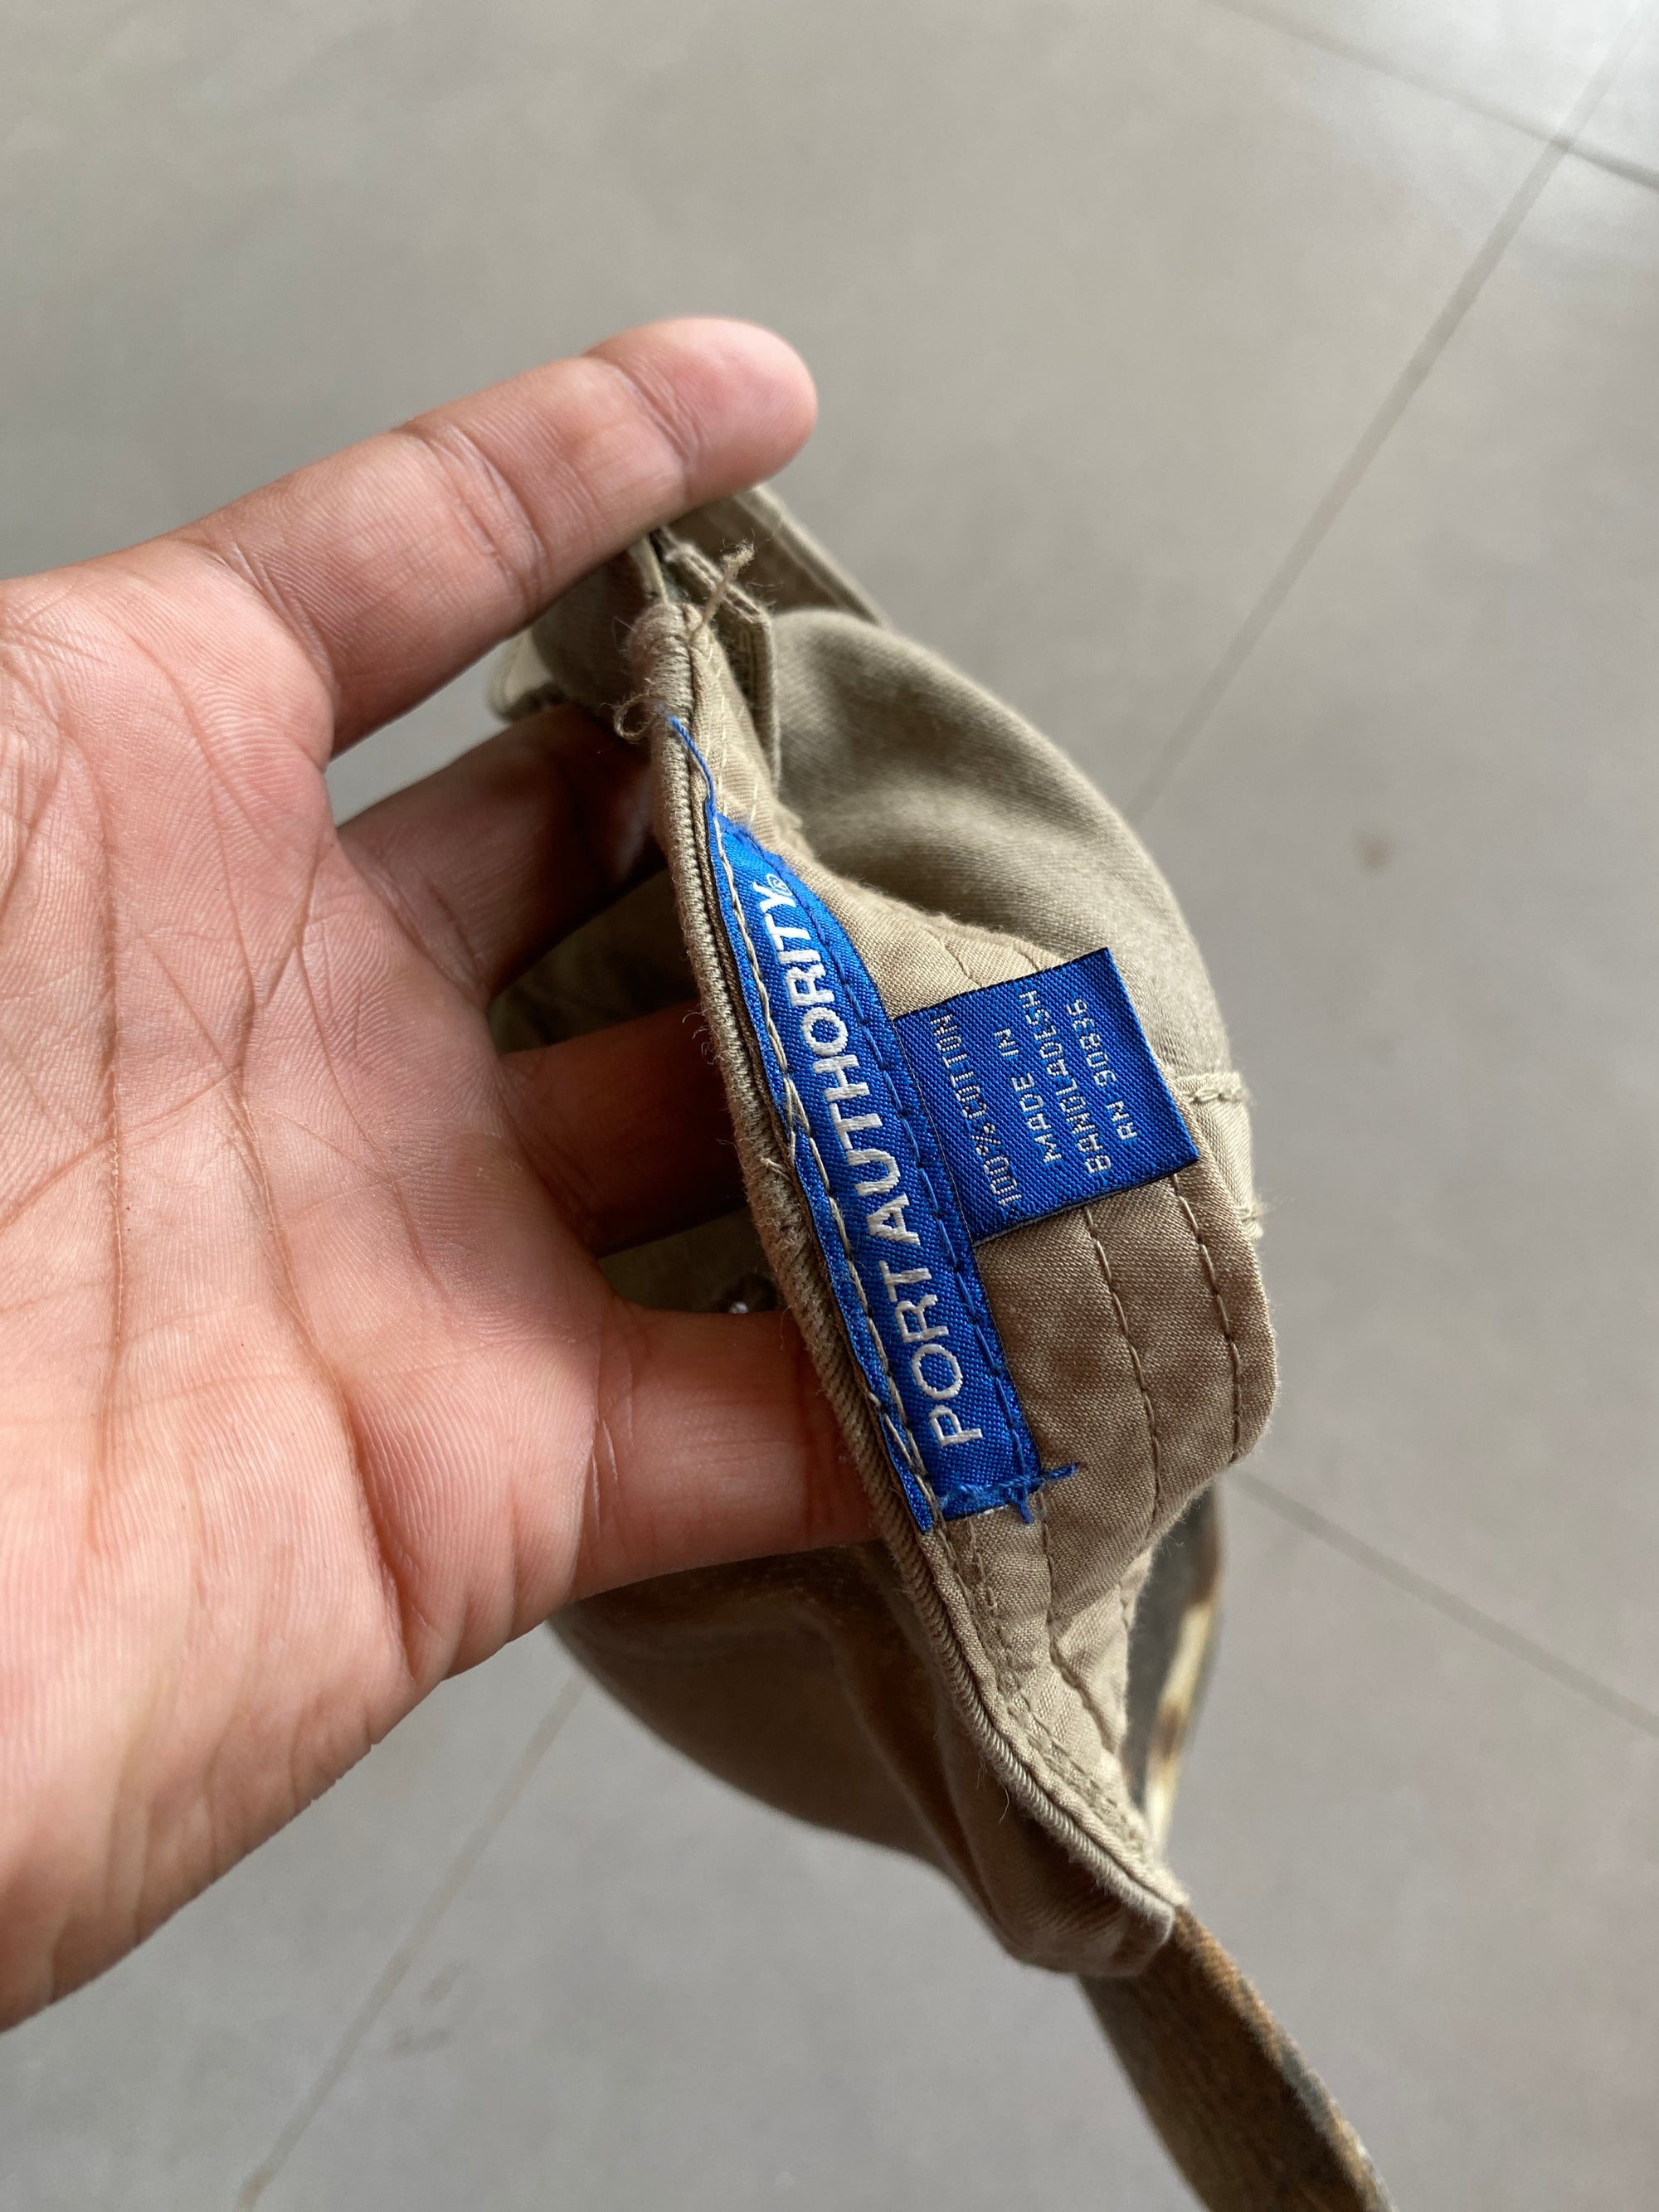 PORT AUTHORITY®
100% COTTON
MADE IN
BANGLADESH
RN 90836